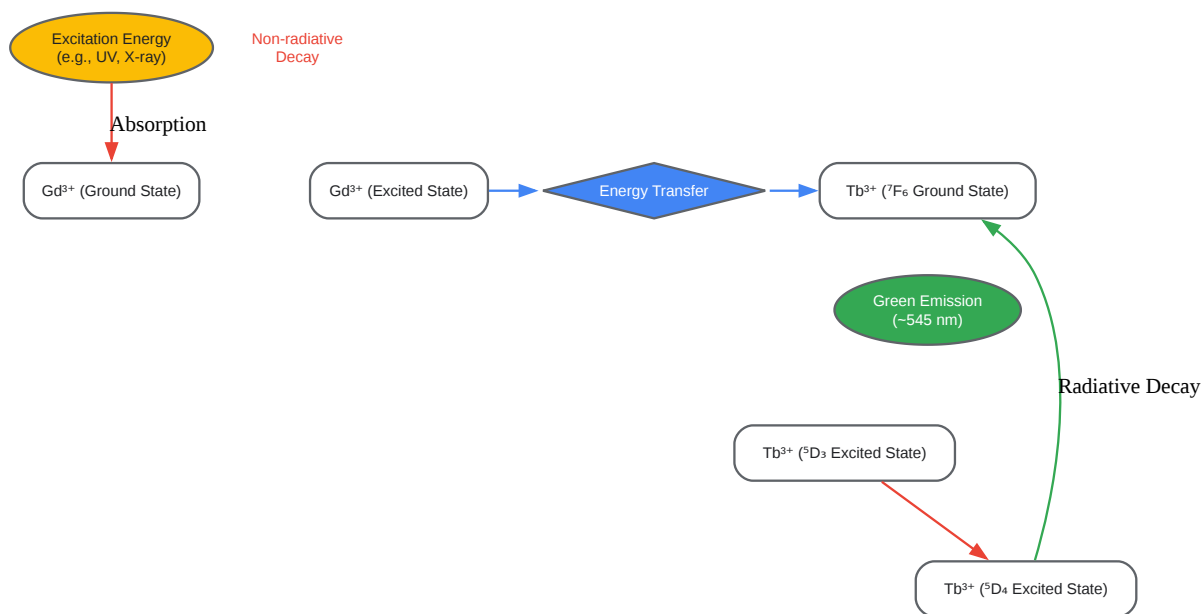 Excitation Energy
(e.g., UV, X-ray)
Non-radiative
Decay
Absorption
Gd³⁺ (Ground State)
Gd³⁺ (Excited State)
Energy Transfer
Tb³⁺ (⁷F₆ Ground State)
Green Emission
(~545 nm)
Radiative Decay
Tb³⁺ (⁵D₃ Excited State)
Tb³⁺ (⁵D₄ Excited State)